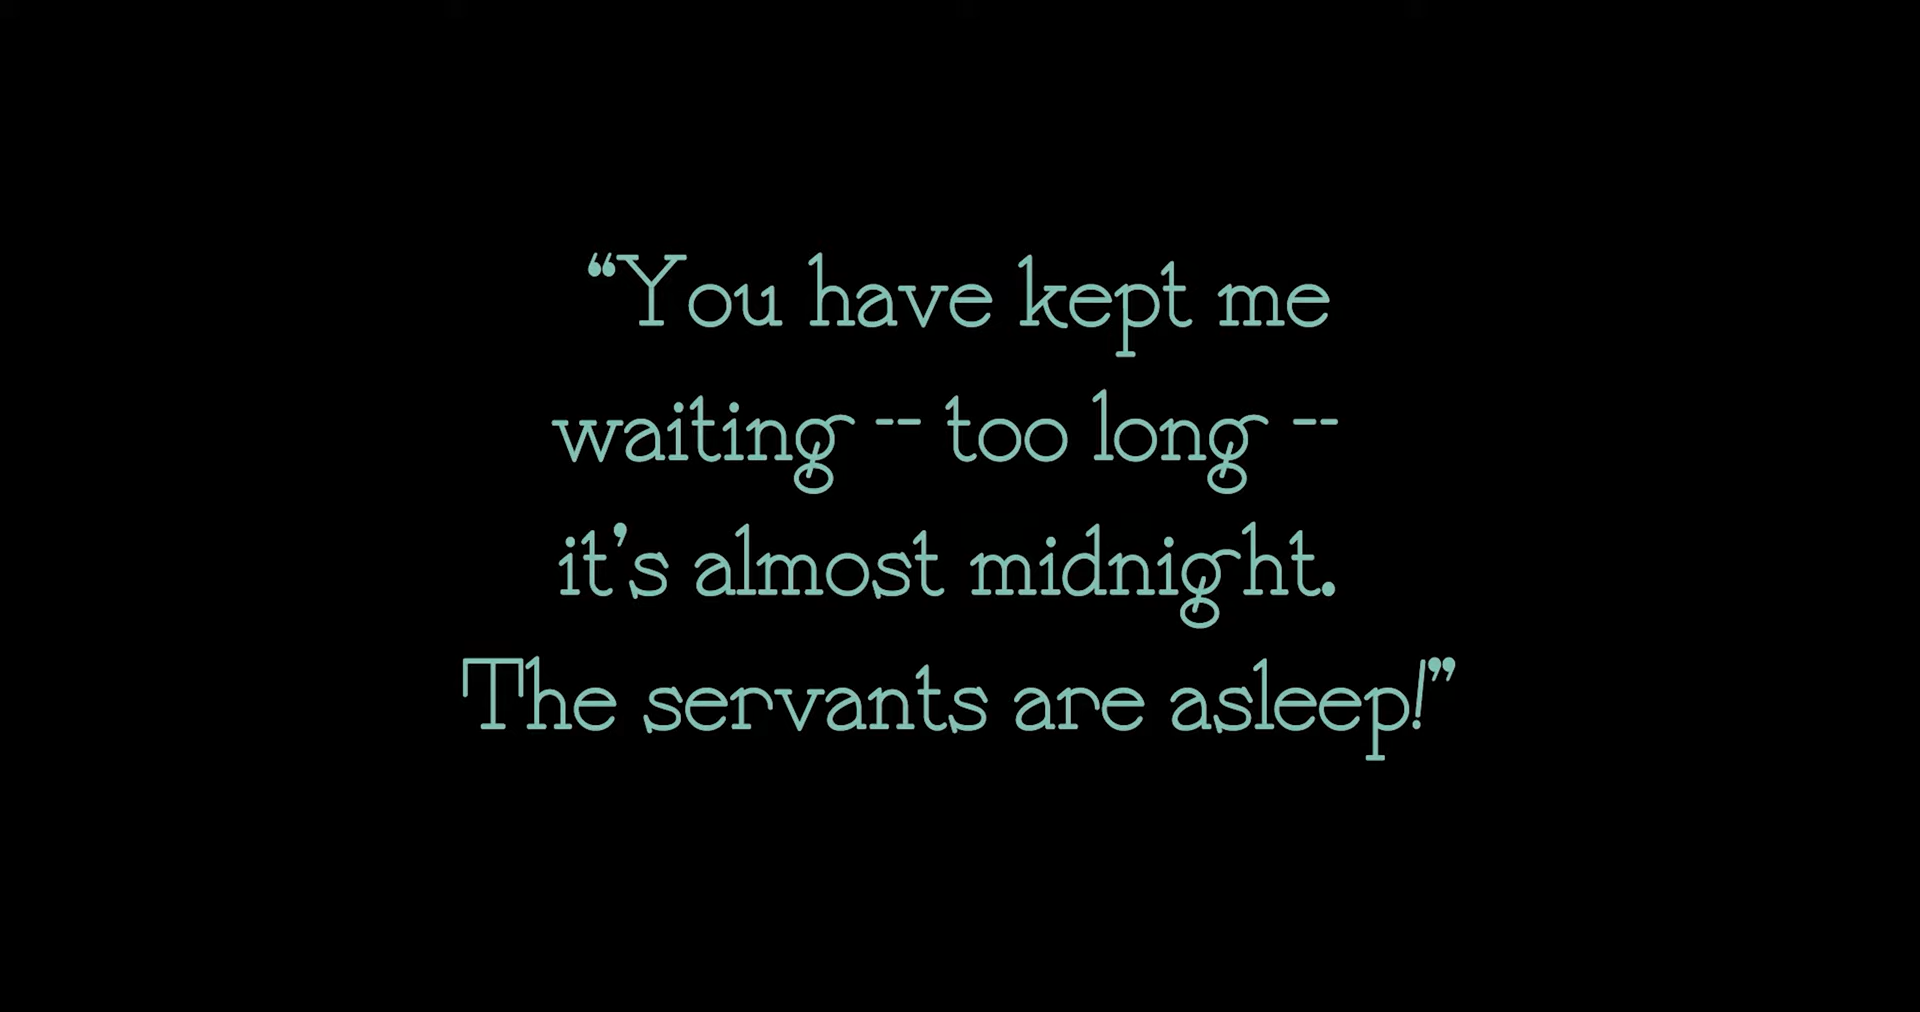 “You have kept me
waiting -- too long --
it’s almost midnight.
The servants are asleep!”